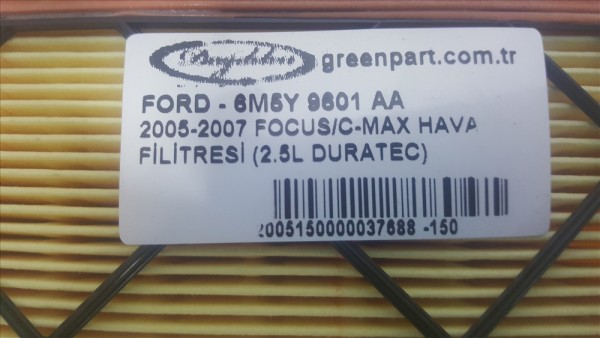 greenpart.com.tr
FORD - 6M5Y 9601 AA
2005-2007 FOCUS/C-MAX HAVA
FİLİTRESİ (2.5L DURATEC)
2005150000037688 -150